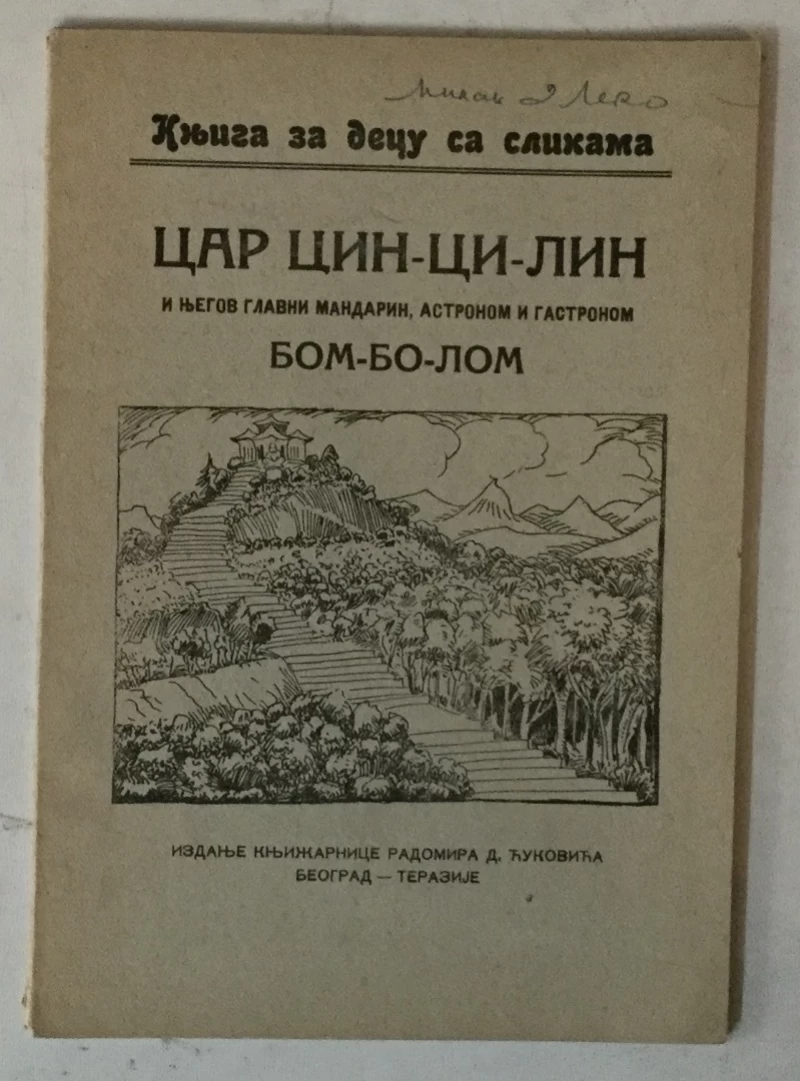 Књига за децу са сликама
ЦАР ЦИН-ЦИ-ЛИН
И ЊЕГОВ ГЛАВНИ МАНДАРИН, АСТРОНОМ И ГАСТРОНОМ
БОМ-БО-ЛОМ
ИЗДАЊЕ КЊИЖАРНИЦЕ РАДОМИРА Д. ЋУКОВИЋА
БЕОГРАД — ТЕРАЗИЈЕ